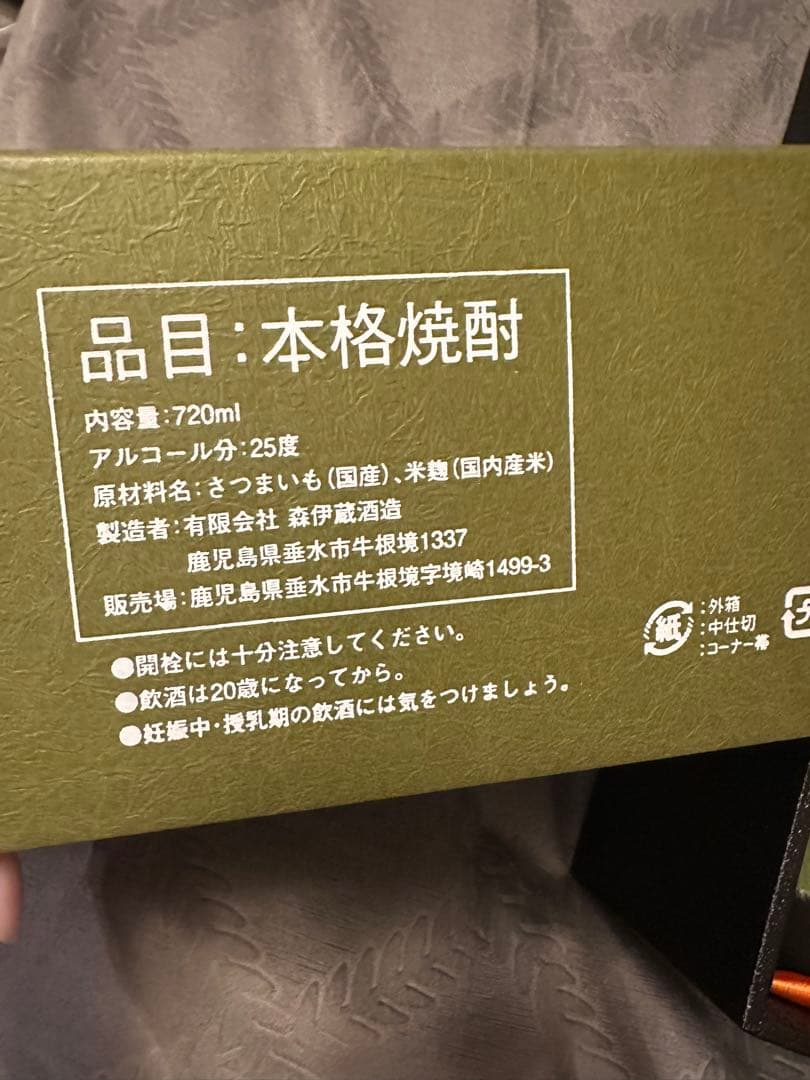 品目:本格焼酎
内容量:720ml
アルコール分:25度
原材料名:さつまいも(国産)、米麹(国内産米)
製造者:有限会社 森伊蔵酒造
鹿児島県垂水市牛根境1337
販売場:鹿児島県垂水市牛根境字境崎1499-3
●開栓には十分注意してください。
●飲酒は20歳になってから。
●妊娠中・授乳期の飲酒には気をつけましょう。
紙
:外箱
:中仕切
:コーナー帯